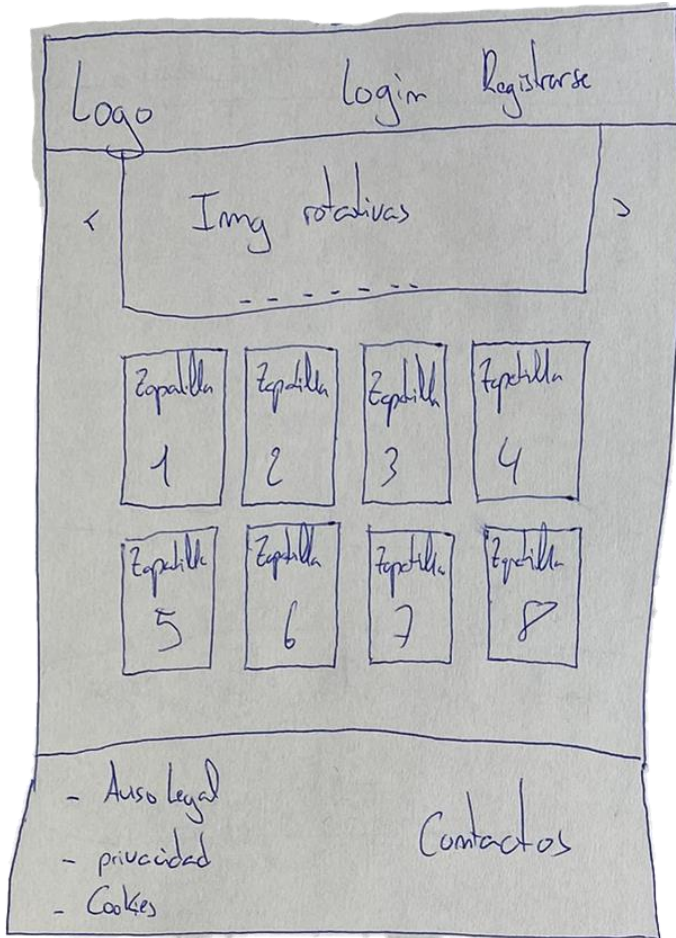 Logo Login Registrarse
< Img rotativas >
Zapatilla Zapatilla Zapatilla Zapatilla
1 2 3 4
Zapatilla Zapatilla Zapatilla Zapatilla
5 6 7 8
- Aviso Legal
- privacidad
- Cookies
Contactos